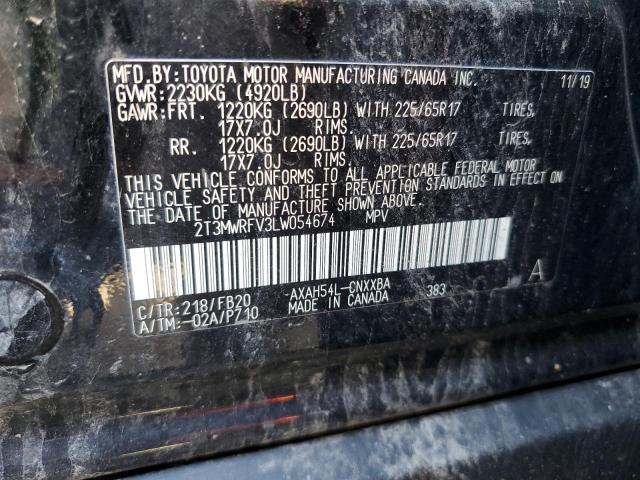 MFD.BY:TOYOTA MOTOR MANUFACTURING CANADA INC. 11/19
GVWR:2230KG (4920LB)
GAWR:FRT. 1220KG (2690LB) WITH 225/65R17 TIRES,
17X7.0J RIMS.
RR. 1220KG (2690LB) WITH 225/65R17 TIRES,
17X7.0J RIMS.
THIS VEHICLE CONFORMS TO ALL APPLICABLE FEDERAL MOTOR
VEHICLE SAFETY AND THEFT PREVENTION STANDARDS IN EFFECT ON
THE DATE OF MANUFACTURE SHOWN ABOVE.
2T3MWRFV3LW054674 MPV
C/TR:218/FB20 -AXAH54L-CNXXBA 383 A
A/TM:-02A/P710 MADE IN CANADA